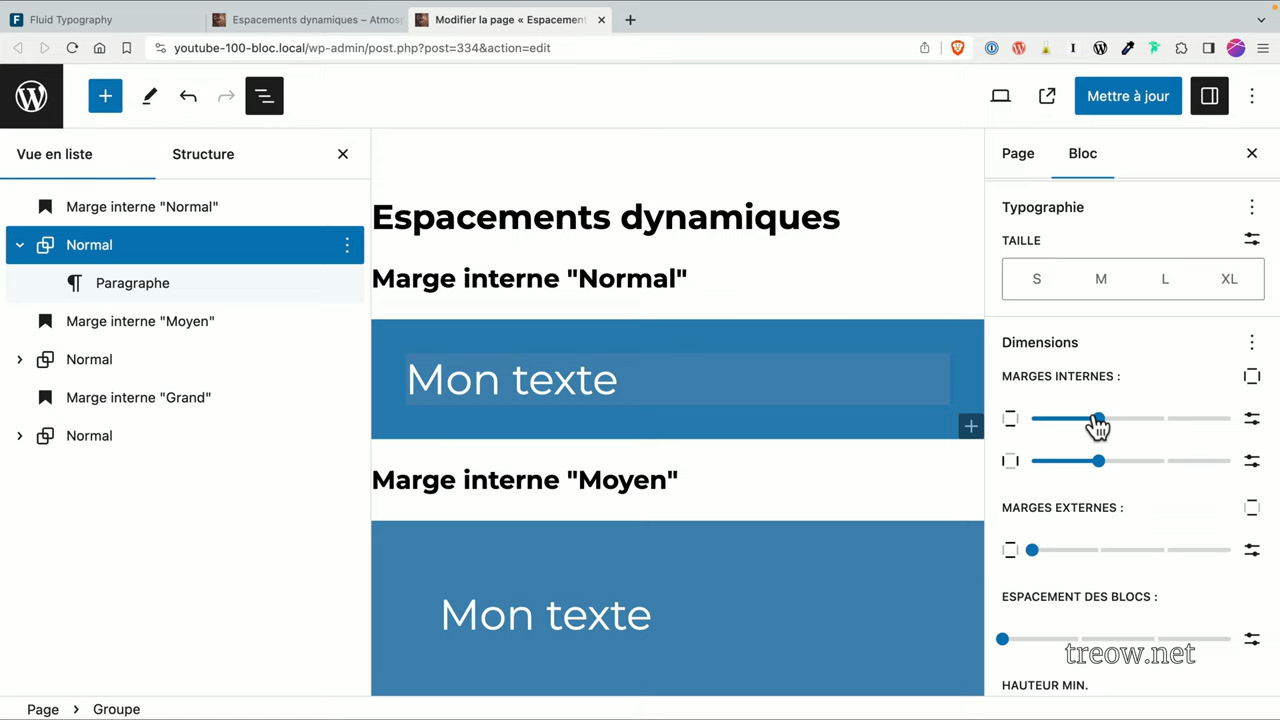 Fluid Typography
Espacements dynamiques – Atmos
Modifier la page « Espacement
youtube-100-bloc.local/wp-admin/post.php?post=334&action=edit
Mettre à jour
Vue en liste
Structure
Page
Bloc
Marge interne "Normal"
Normal
Paragraphe
Marge interne "Moyen"
Normal
Marge interne "Grand"
Normal
Espacements dynamiques
Marge interne "Normal"
Mon texte
Marge interne "Moyen"
Mon texte
Typographie
TAILLE
S M L XL
Dimensions
MARGES INTERNES :
MARGES EXTERNES :
ESPACEMENT DES BLOCS :
treow.net
HAUTEUR MIN.
Page > Groupe